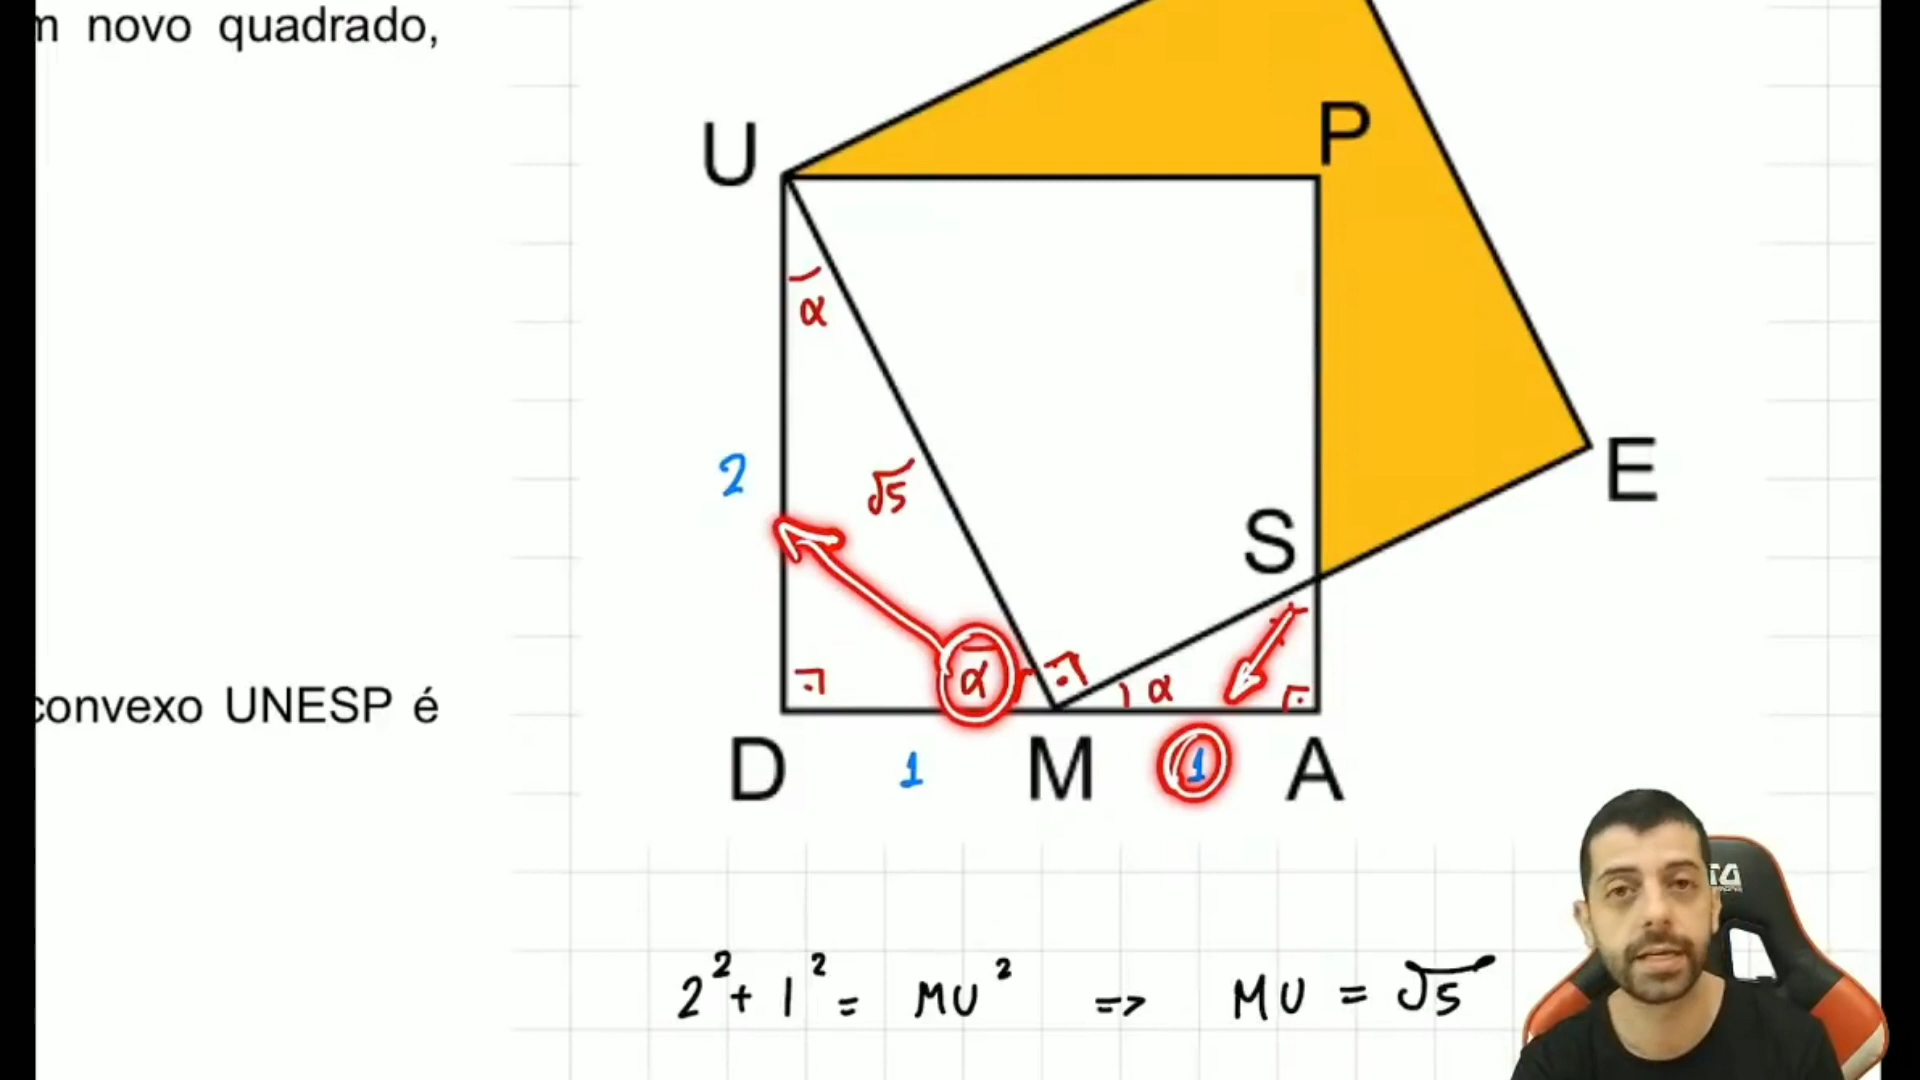 novo quadrado,
P
U
α
E
2
√5
S
α
α
convexo UNESP é
D
1
M
1
A
2² + 1² = MU² => MU = √5